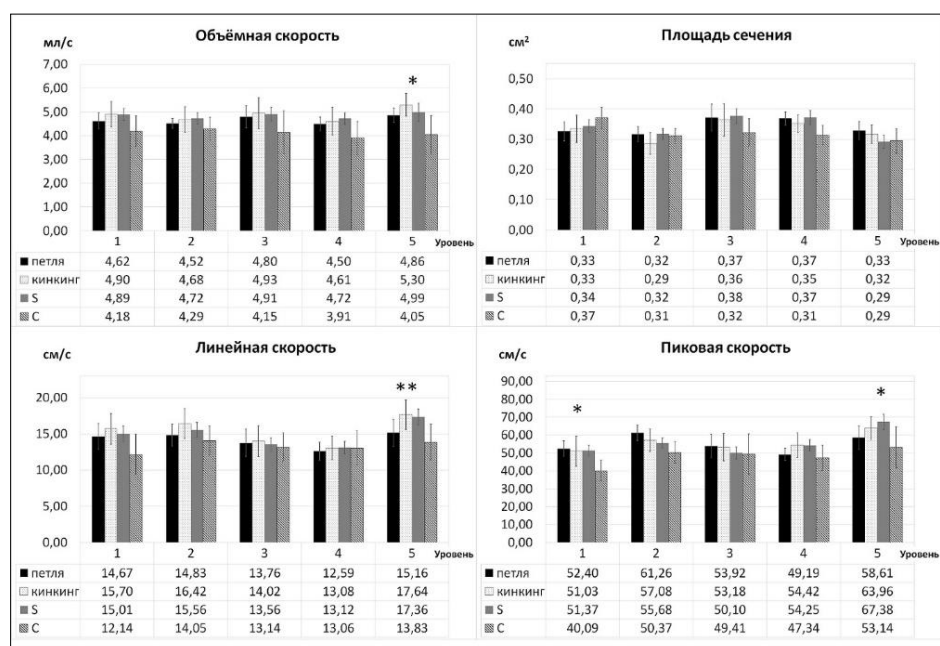 Объёмная скорость
мл/с
7,00
6,00
5,00
4,00
3,00
2,00
1,00
0,00
*
1 2 3 4 5 Уровень
петля 4,62 4,52 4,80 4,50 4,86
кинкинг 4,90 4,68 4,93 4,61 5,30
S 4,89 4,72 4,91 4,72 4,99
С 4,18 4,29 4,15 3,91 4,05
Площадь сечения
см²
0,50
0,40
0,30
0,20
0,10
0,00
1 2 3 4 5 Уровень
0,33 0,32 0,37 0,37 0,33
0,33 0,29 0,36 0,35 0,32
0,34 0,32 0,38 0,37 0,29
0,37 0,31 0,32 0,31 0,29
Линейная скорость
см/с
20,00
15,00
10,00
5,00
0,00
**
1 2 3 4 5 Уровень
петля 14,67 14,83 13,76 12,59 15,16
кинкинг 15,70 16,42 14,02 13,08 17,64
S 15,01 15,56 13,56 13,12 17,36
С 12,14 14,05 13,14 13,06 13,83
Пиковая скорость
см/с
90,00
80,00
70,00
60,00
50,00
40,00
30,00
20,00
10,00
0,00
* *
1 2 3 4 5 Уровень
петля 52,40 61,26 53,92 49,19 58,61
кинкинг 51,03 57,08 53,18 54,42 63,96
S 51,37 55,68 50,10 54,25 67,38
С 40,09 50,37 49,41 47,34 53,14